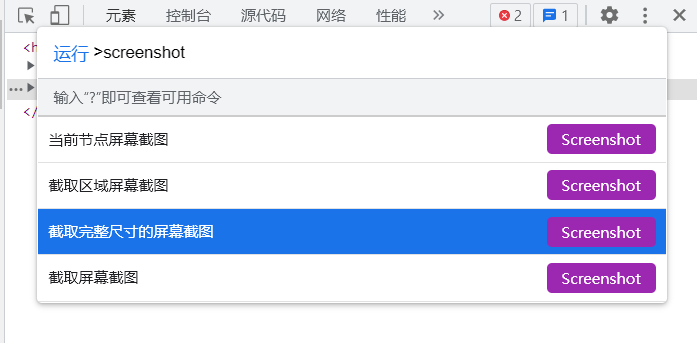 元素 控制台 源代码 网络 性能 » 2 1
<h
运行 >screenshot
输入“?”即可查看可用命令
</
当前节点屏幕截图 Screenshot
截取区域屏幕截图 Screenshot
截取完整尺寸的屏幕截图 Screenshot
截取屏幕截图 Screenshot